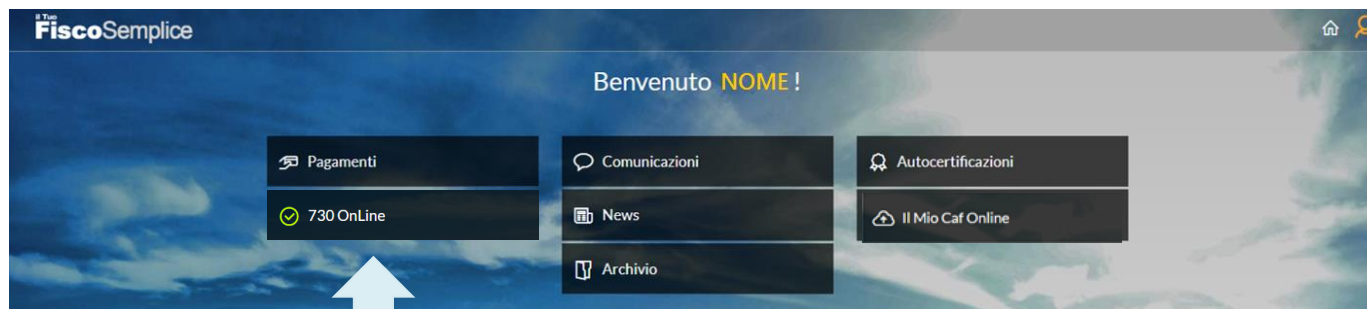 il Tuo
FiscoSemplice
Benvenuto NOME!
Pagamenti
Comunicazioni
Autocertificazioni
730 OnLine
News
Il Mio Caf Online
Archivio